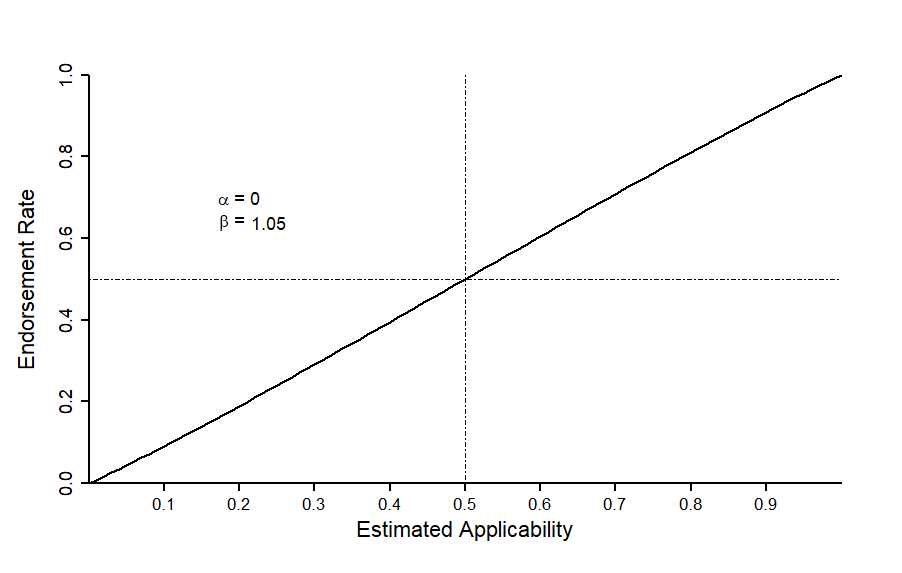 1.0
0.8
0.6
0.4
0.2
0.0
Endorsement Rate
α = 0
β = 1.05
0.1 0.2 0.3 0.4 0.5 0.6 0.7 0.8 0.9
Estimated Applicability